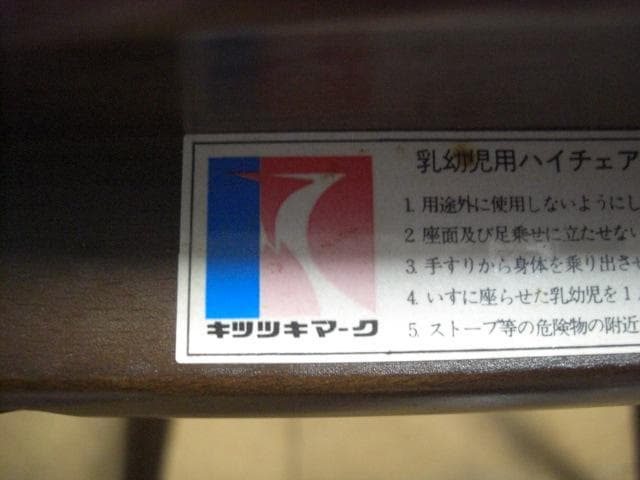 乳幼児用ハイチェア
1. 用途外に使用しないようにし
2. 座面及び足乗せに立たせない
3. 手すりから身体を乗り出させ
4. いすに座らせた乳幼児を1
5. ストーブ等の危険物の附近
キツツキマーク